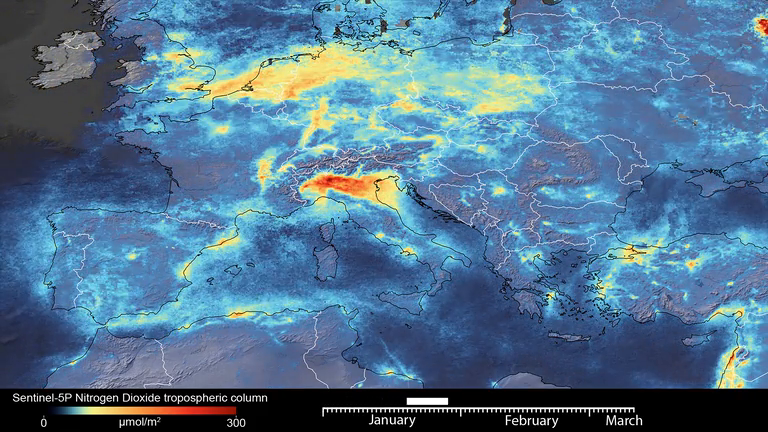 Sentinel-5P Nitrogen Dioxide tropospheric column
0 µmol/m² 300
January February March